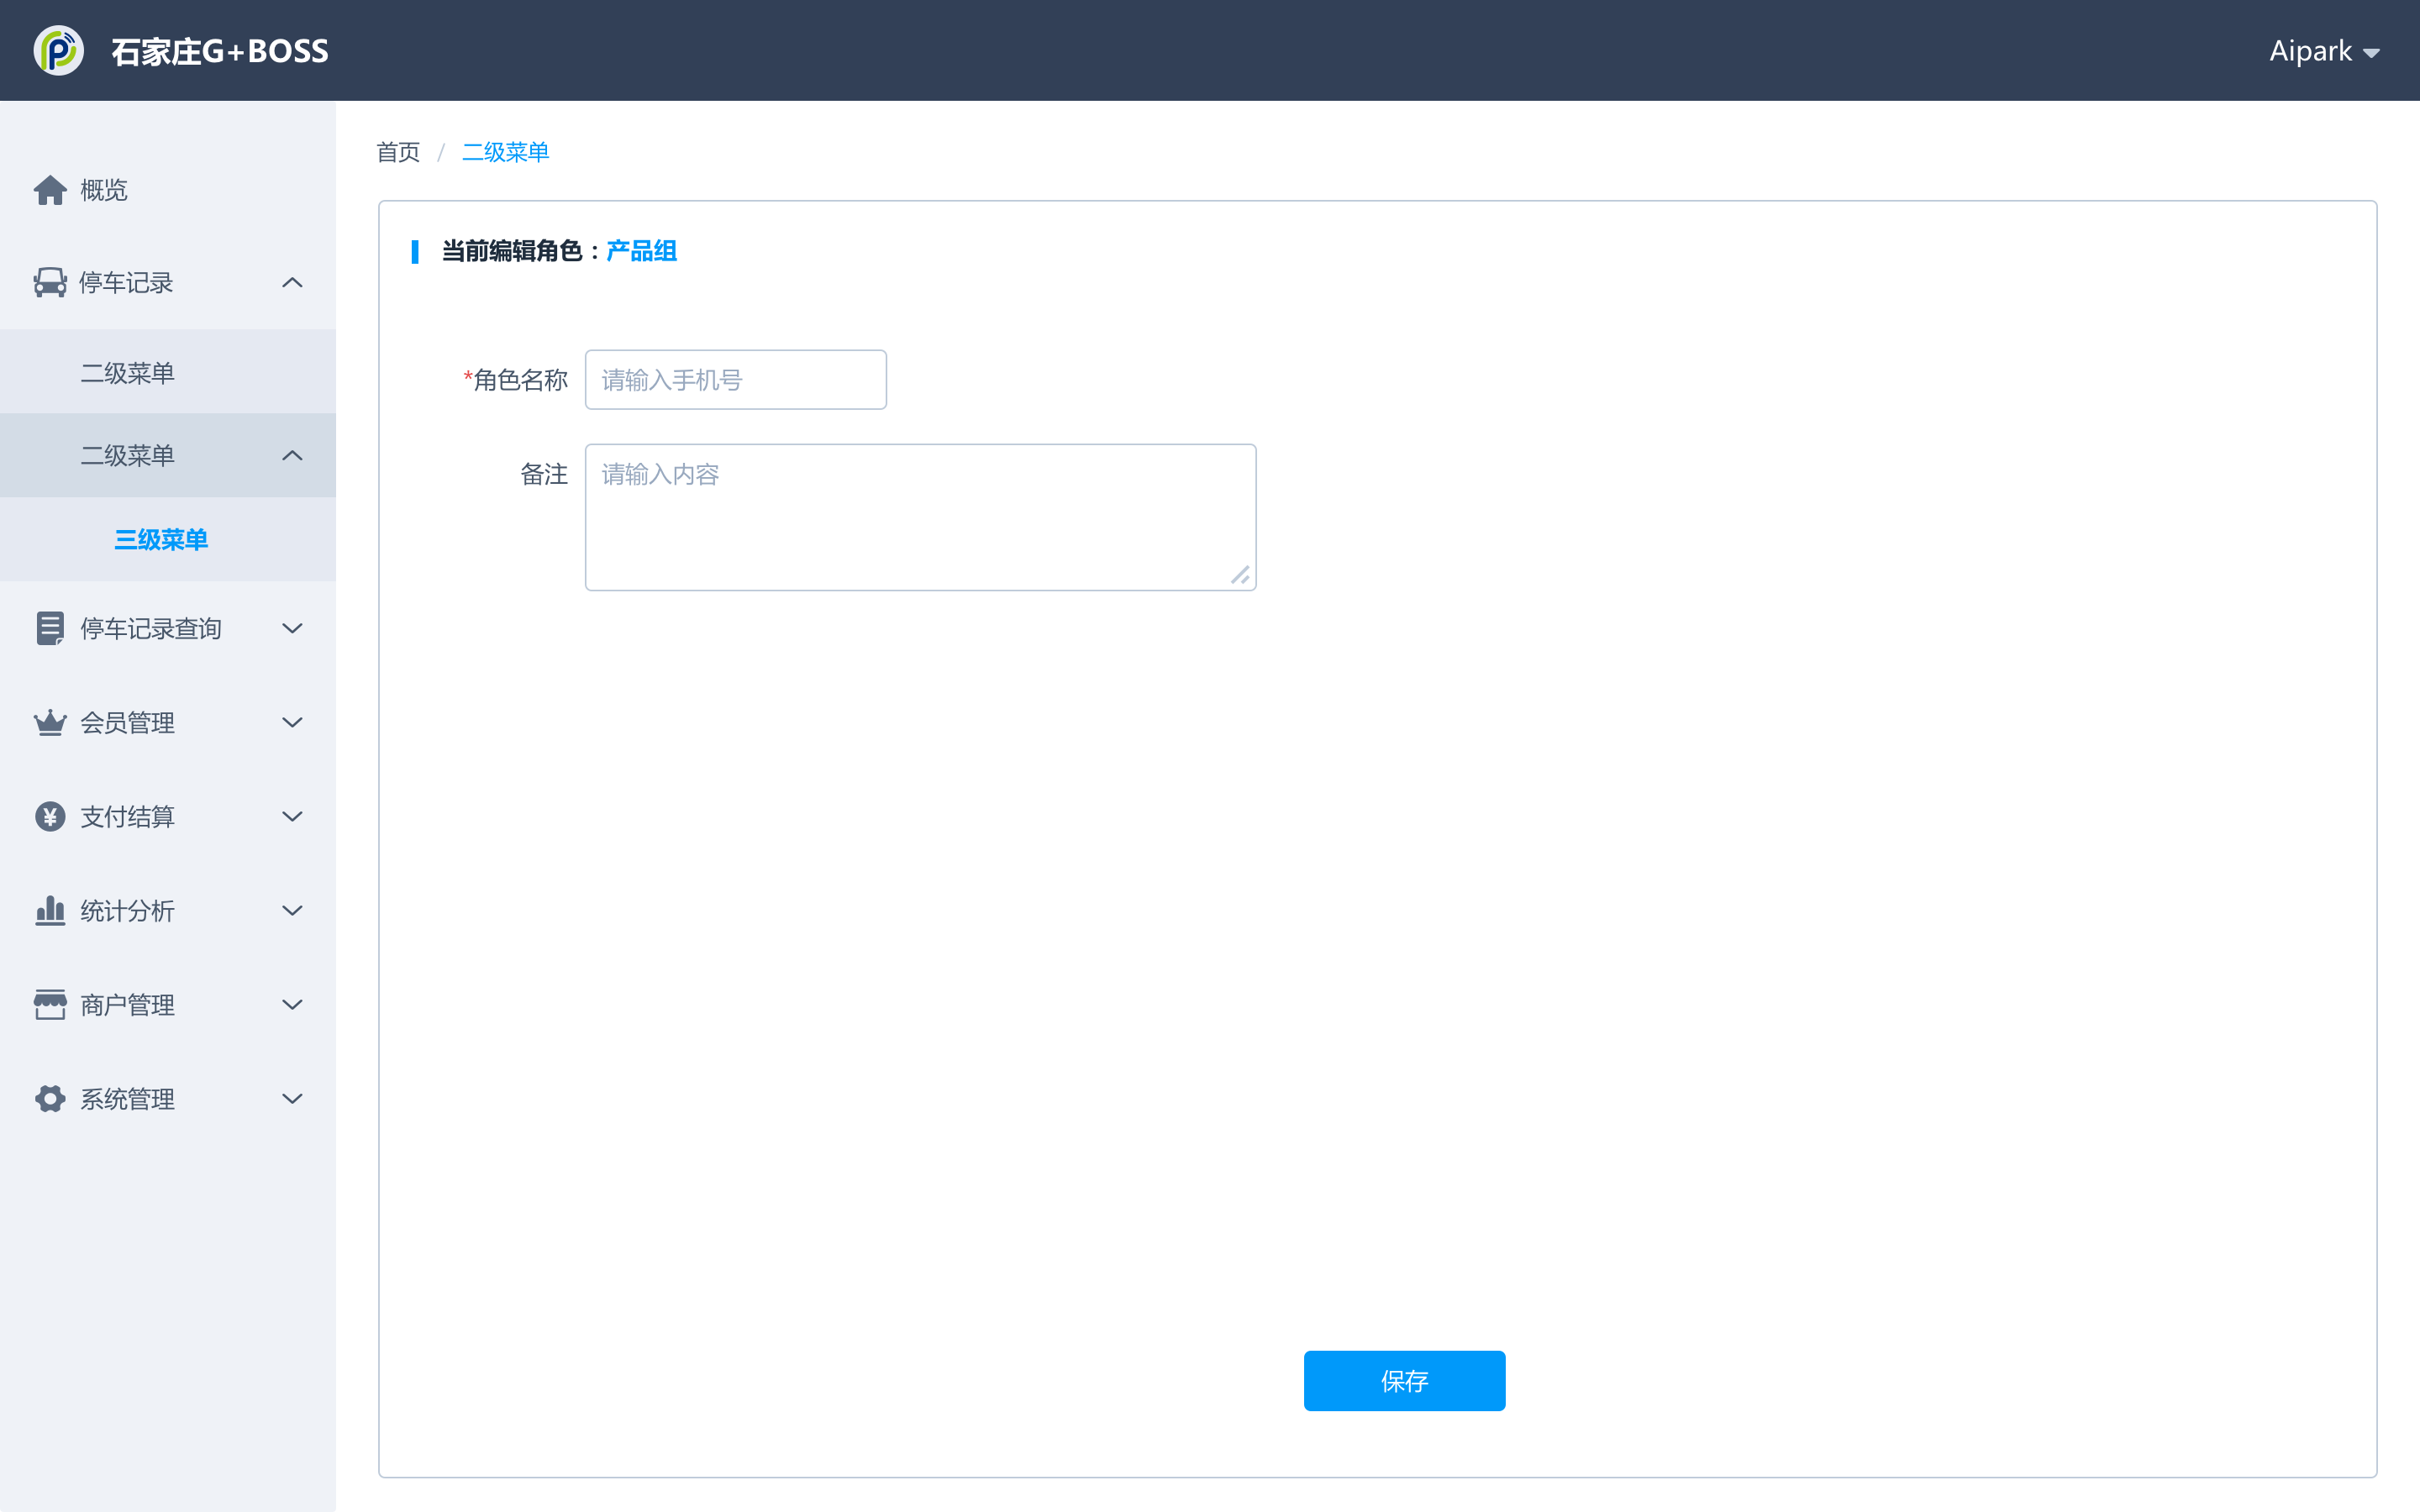 石家庄G+BOSS
Aipark
首页 / 二级菜单
概览
停车记录
二级菜单
二级菜单
三级菜单
停车记录查询
会员管理
支付结算
统计分析
商户管理
系统管理
当前编辑角色：产品组
*角色名称 请输入手机号
备注 请输入内容
保存